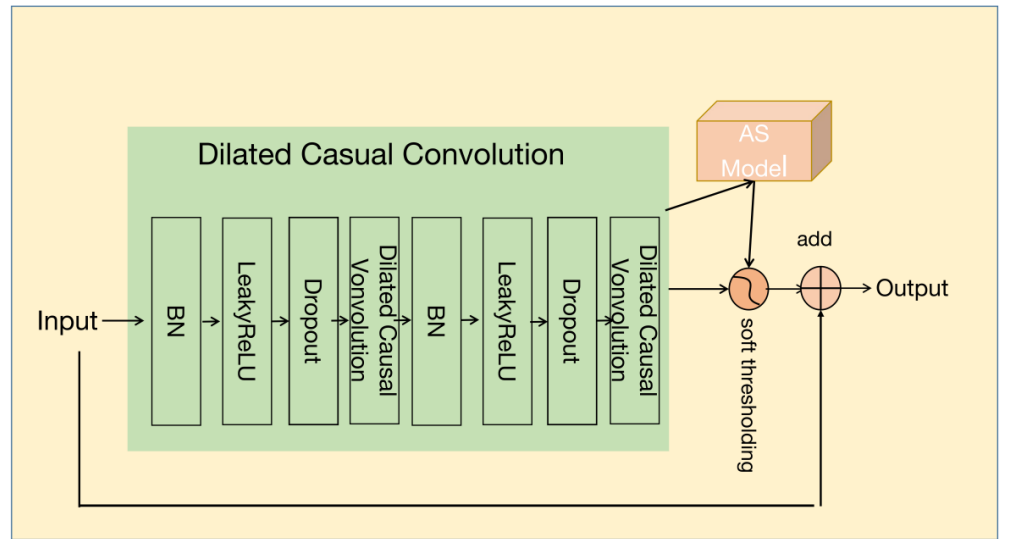 Dilated Casual Convolution
AS
Model
add
Input
BN
LeakyReLU
Dropout
Dilated Causal
Vonvolution
BN
LeakyReLU
Dropout
Dilated Causal
Vonvolution
soft thresholding
Output